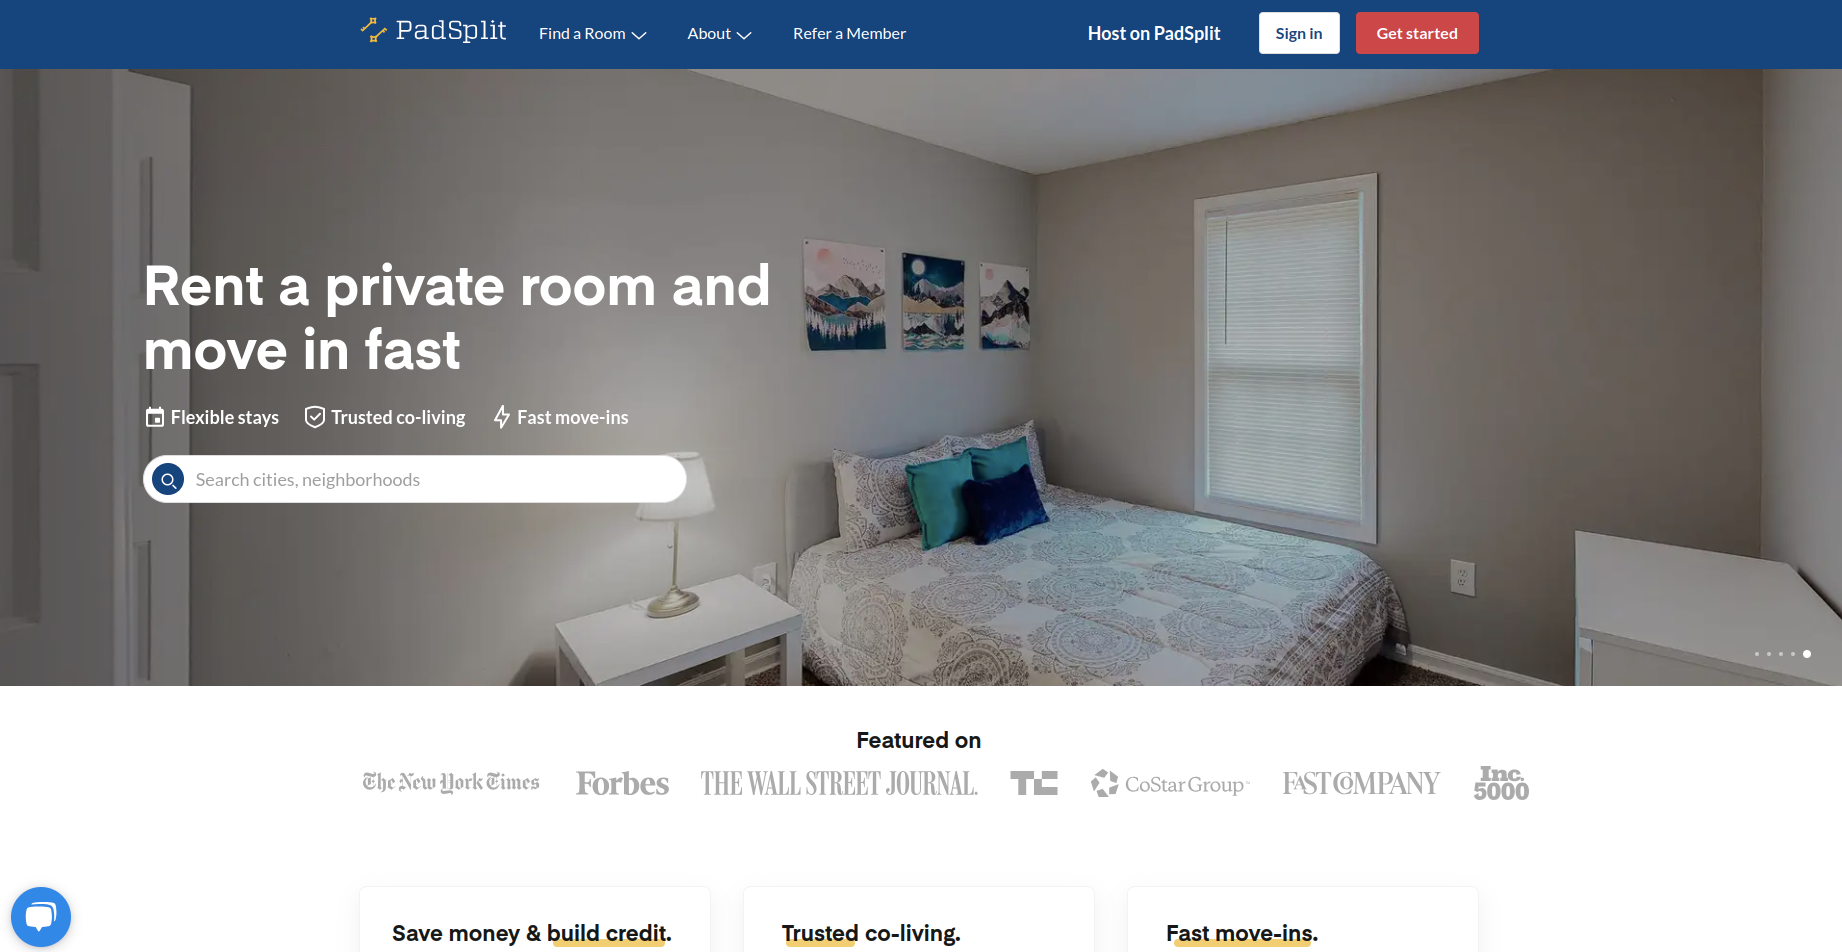 PadSplit
Find a Room
About
Refer a Member
Host on PadSplit
Sign in
Get started
Rent a private room and
move in fast
Flexible stays
Trusted co-living
Fast move-ins
Search cities, neighborhoods
Featured on
The New York Times
Forbes
THE WALL STREET JOURNAL.
TC
CoStar Group™
FAST COMPANY
Inc.
5000
Save money & build credit.
Trusted co-living.
Fast move-ins.